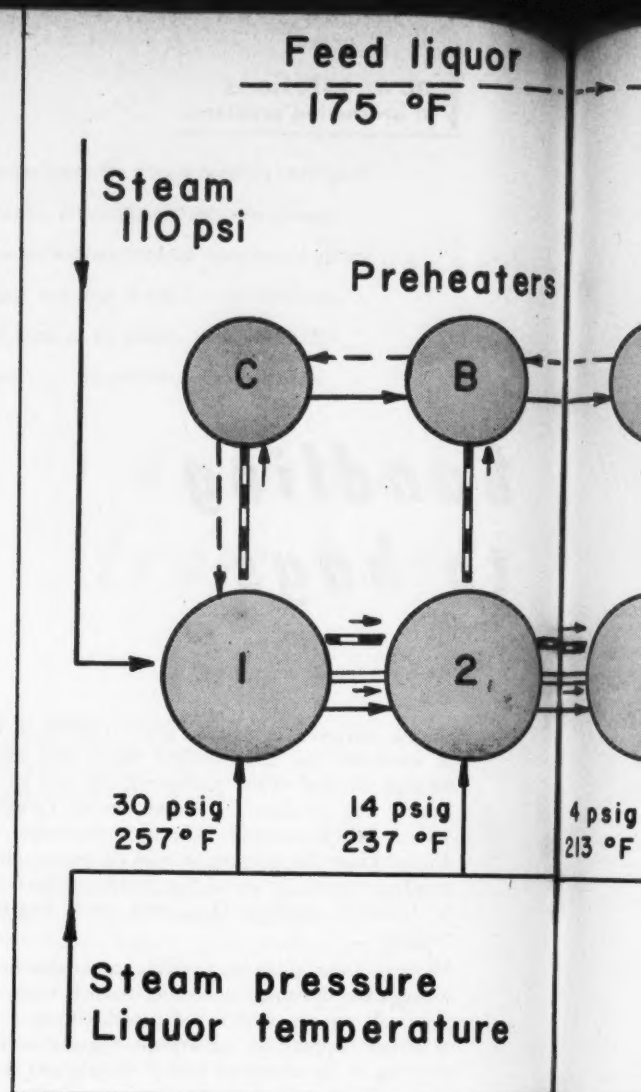 Feed liquor
175 °F
Steam
110 psi
Preheaters
C
B
1
2
30 psig
257° F
14 psig
237 °F
4 psig
213 °F
Steam pressure
Liquor temperature